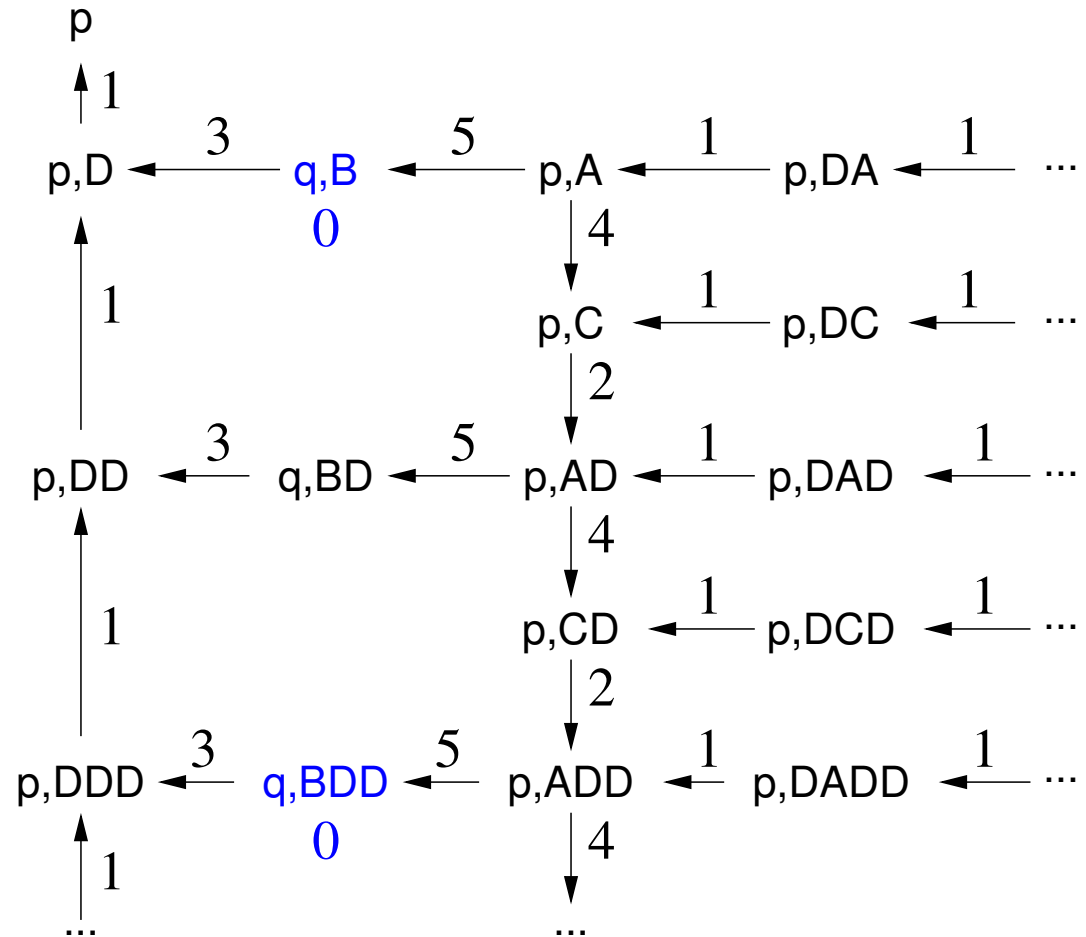 p
1
3 5 1 1
p,D q,B p,A p,DA ...
0 4
1 1 1
p,C p,DC ...
2
3 5 1 1
p,DD q,BD p,AD p,DAD ...
4
1 1 1
p,CD p,DCD ...
2
3 5 1 1
p,DDD q,BDD p,ADD p,DADD ...
0 4
1
... ...